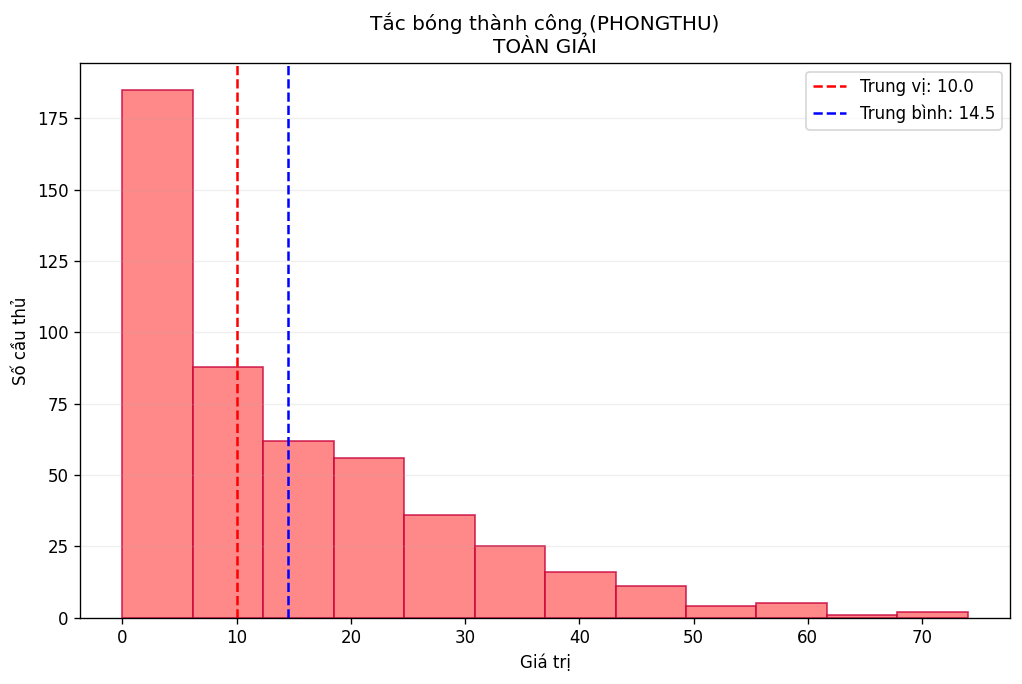 Tắc bóng thành công (PHONGTHU)
TOÀN GIẢI
Trung vị: 10.0
Trung bình: 14.5
Số cầu thủ
175
150
125
100
75
50
25
0
0 10 20 30 40 50 60 70
Giá trị